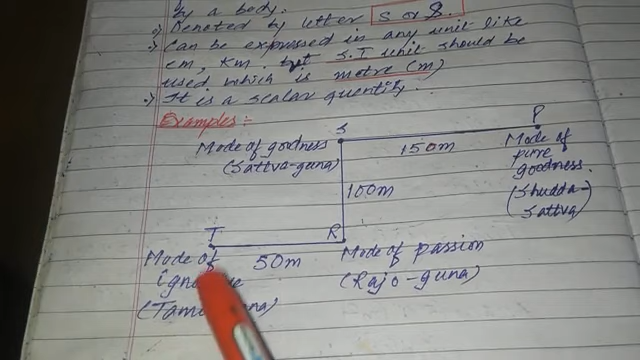 by a body.
:) Denoted by letter S or S.
:) Can be expressed in any unit like
cm, km. but S.I unit should be
used which is metre (m)
:) It is a scalar quantity.
Examples:-
S
P
Mode of goodness
(Sattva-guna)
150m
Mode of
pure
goodness.
(Shudda-
Sattva)
100m
T
R
Mode of
50m
Mode of passion
(Rajo-guna)